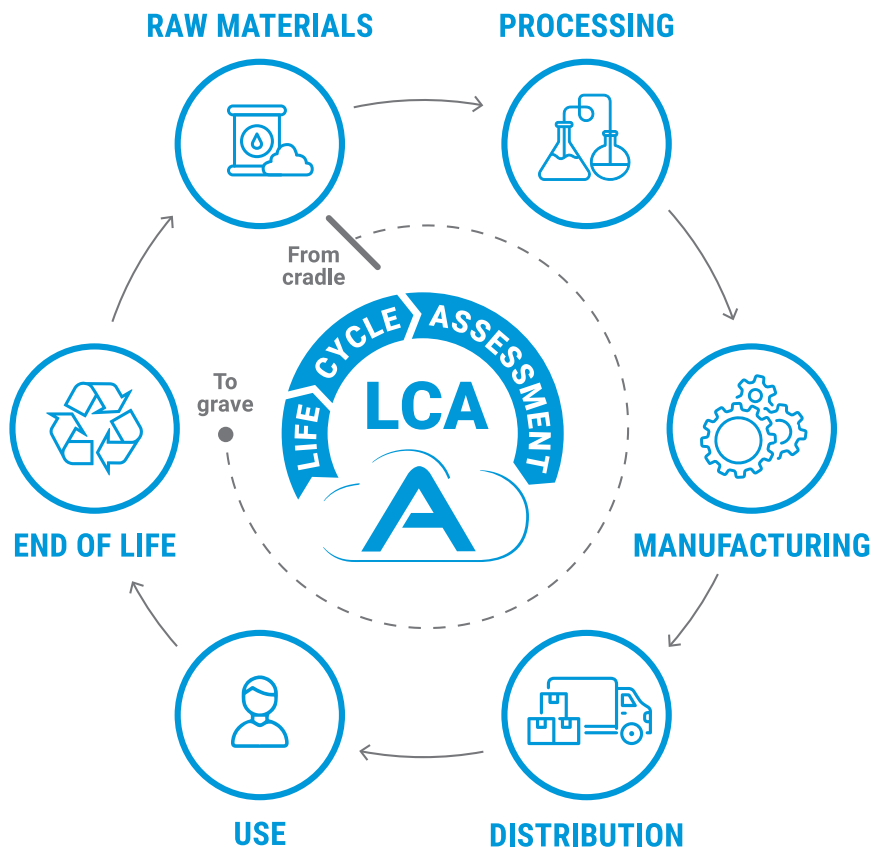 RAW MATERIALS
PROCESSING
From
cradle
LIFE CYCLE ASSESSMENT
To
grave
LCA
A
END OF LIFE
MANUFACTURING
USE
DISTRIBUTION